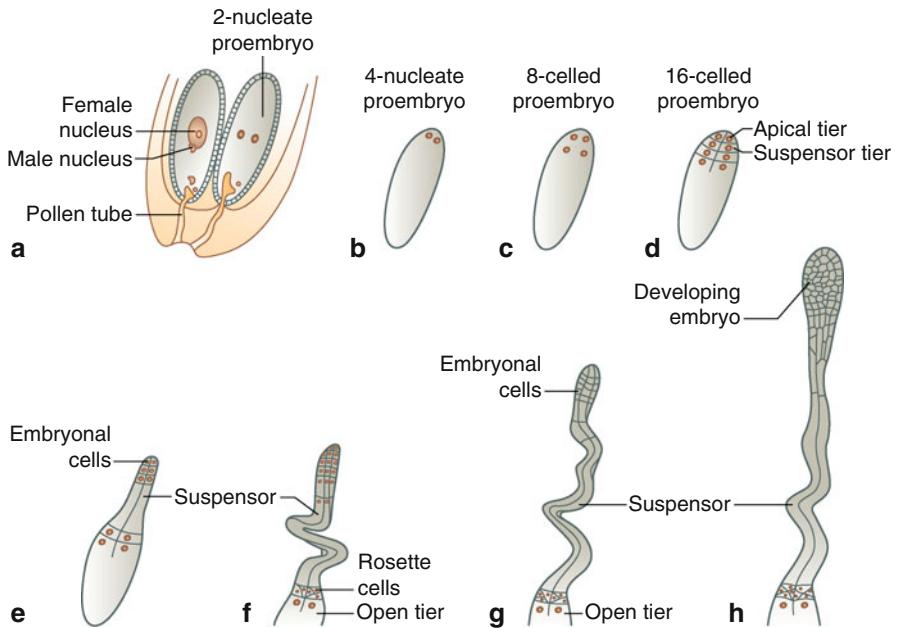 2-nucleate
proembryo
Female
nucleus
Male nucleus
Pollen tube
a
4-nucleate
proembryo
b
8-celled
proembryo
c
16-celled
proembryo
Apical tier
Suspensor tier
d
Embryonal
cells
Suspensor
e
Rosette
cells
Open tier
f
Embryonal
cells
Suspensor
Open tier
g
Developing
embryo
h